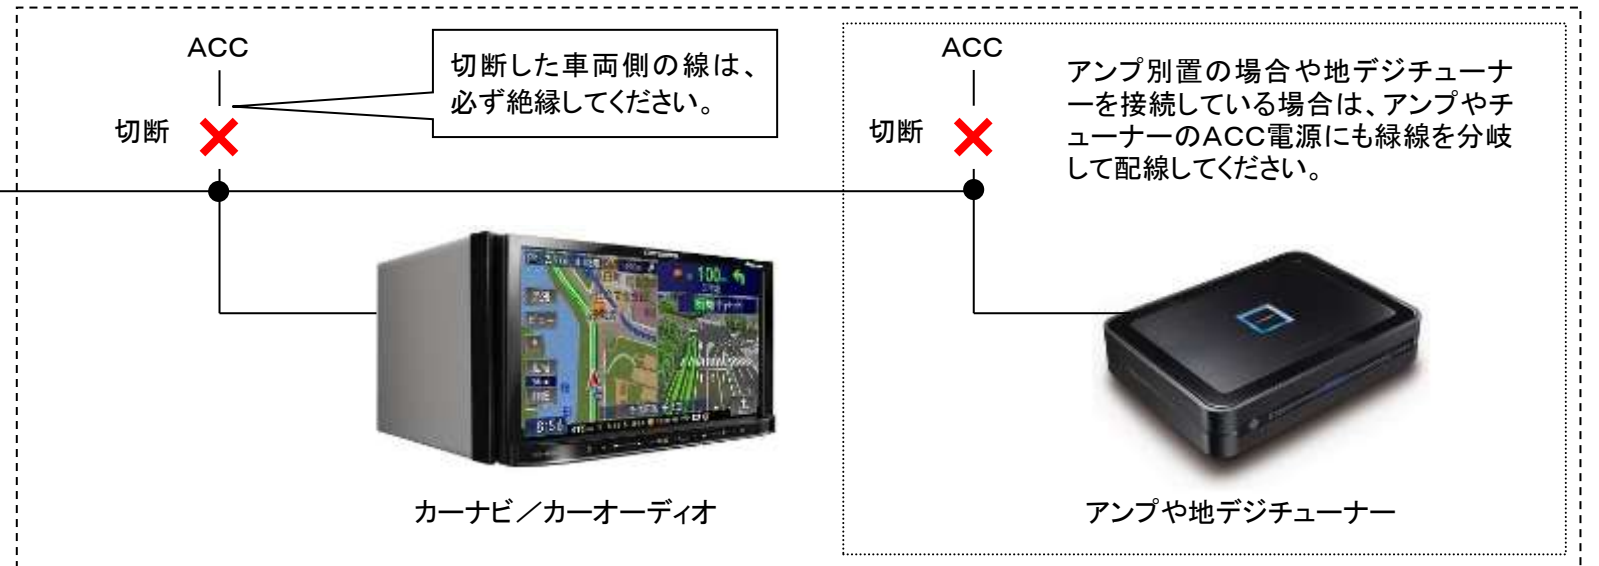 ACC
切断した車両側の線は、
必ず絶縁してください。
切断
ACC
アンプ別置の場合や地デジチューナ
ーを接続している場合は、アンプやチ
ューナーのACC電源にも緑線を分岐
して配線してください。
切断
100
8:56
カーナビ／カーオーディオ
アンプや地デジチューナー